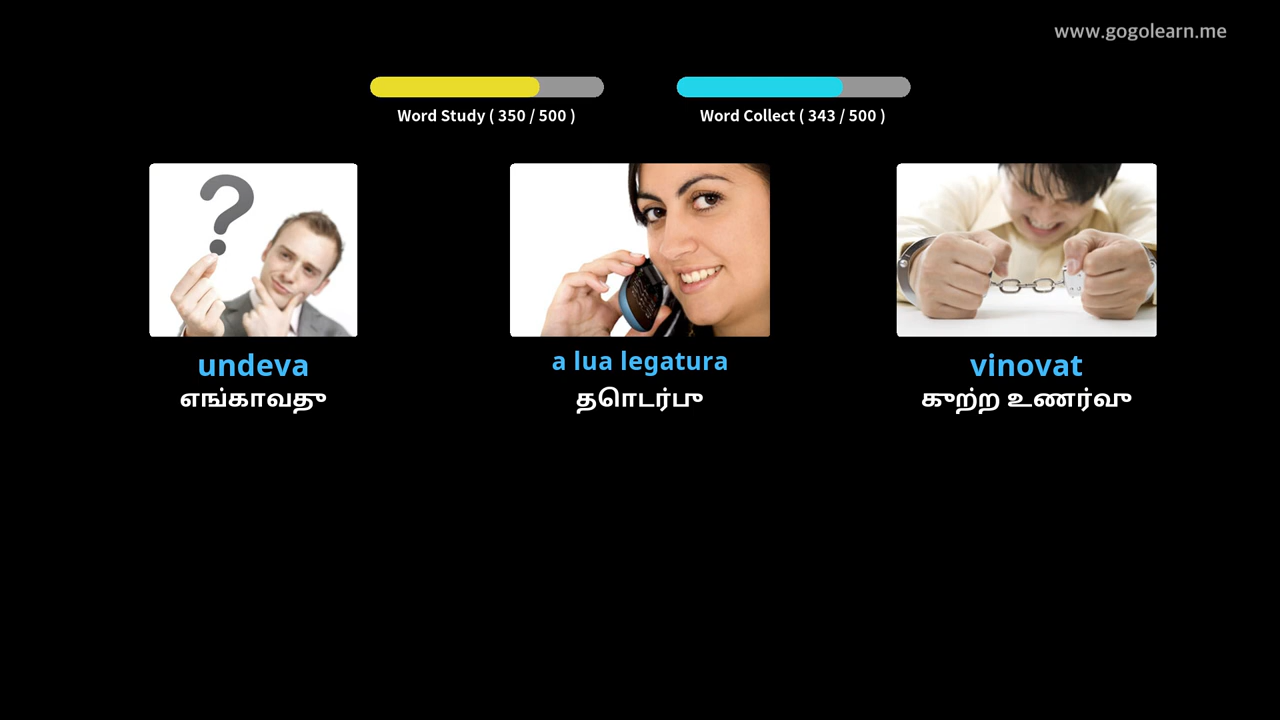 www.gogolearn.me
Word Study ( 350 / 500 )
Word Collect ( 343 / 500 )
undeva
a lua legatura
vinovat
எங்காவது
தொடர்பு
குற்ற உணர்வு